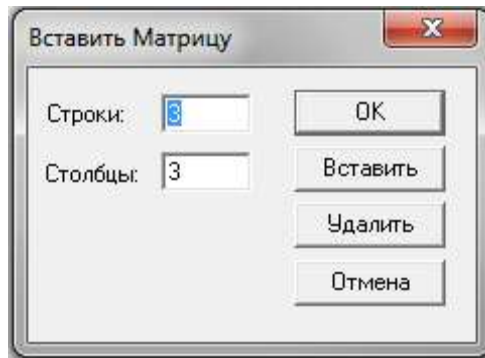 Вставить Матрицу
Строки: 3 OK
Столбцы: 3 Вставить
Удалить
Отмена